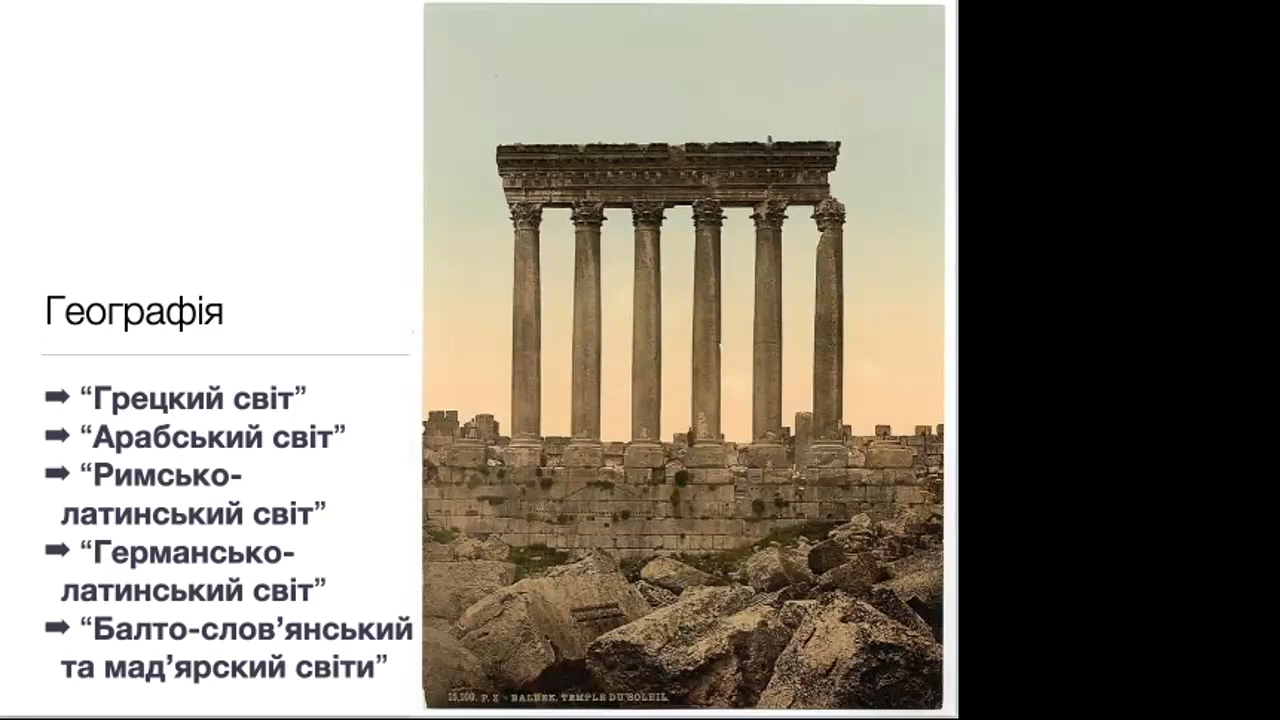 Географія
➡ “Грецкий світ”
➡ “Арабський світ”
➡ “Римсько-
латинський світ”
➡ “Германсько-
латинський світ”
➡ “Балто-слов’янський
та мад’ярский світи”
P. Z - BALBEK. TEMPLE DU SOLEIL.